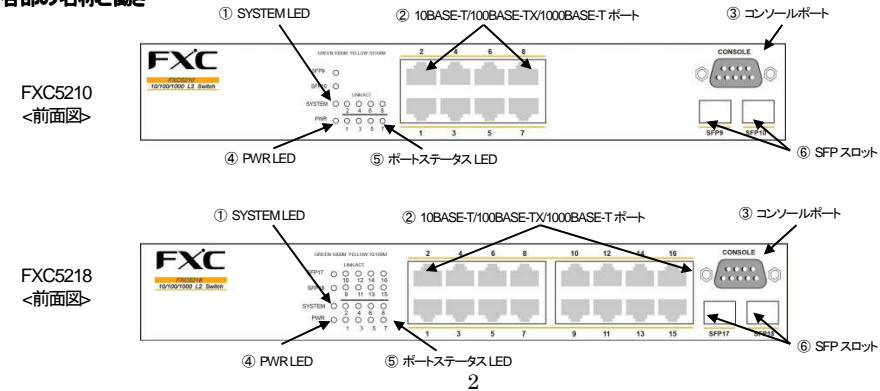 各部の名称と働き
① SYSTEM LED
② 10BASE-T/100BASE-TX/1000BASE-T ポート
③ コンソールポート
FXC5210
<前面図>
FXC
FXC5210
10/100/1000 L2 Switch
GREEN 1000M YELLOW 10/100M
SFP9
SFP10
LINK/ACT
SYSTEM
2 4 6 8
PWR
1 3 5 7
2 4 6 8
1 3 5 7
CONSOLE
SFP9 SFP10
④ PWR LED
⑤ ポートステータス LED
⑥ SFP スロット
① SYSTEM LED
② 10BASE-T/100BASE-TX/1000BASE-T ポート
③ コンソールポート
FXC5218
<前面図>
FXC
FXC5218
10/100/1000 L2 Switch
GREEN 1000M YELLOW 10/100M
LINK/ACT
SFP17
10 12 14 16
SFP18
9 11 13 15
SYSTEM
2 4 6 8
PWR
1 3 5 7
2 4 6 8 10 12 14 16
1 3 5 7 9 11 13 15
CONSOLE
SFP17 SFP18
④ PWR LED
⑤ ポートステータス LED
⑥ SFP スロット
2